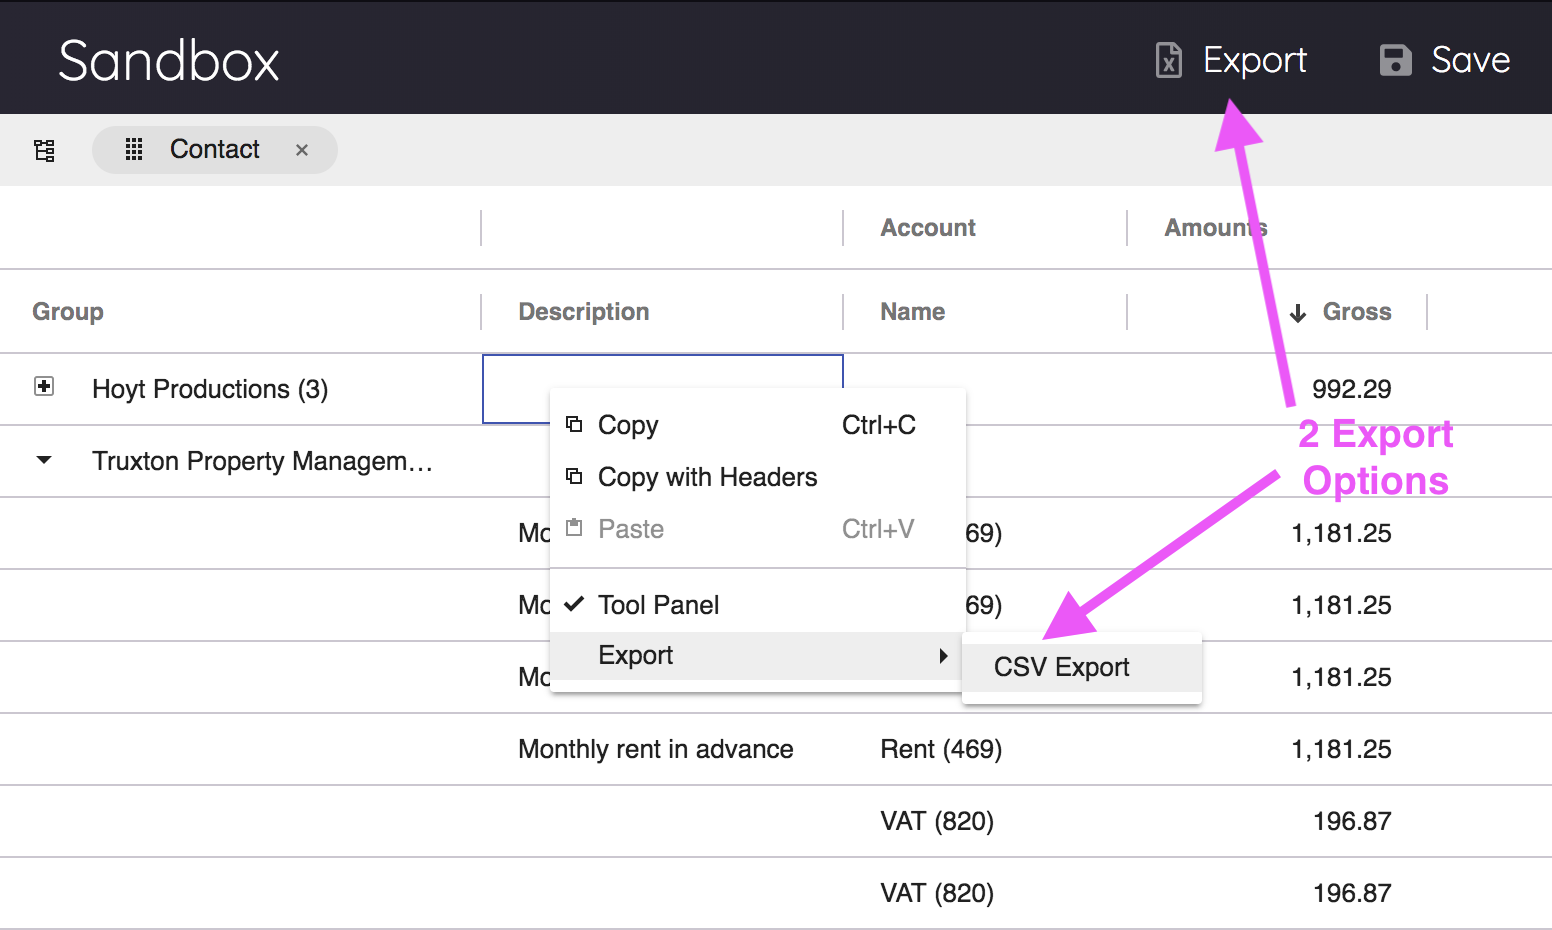 Sandbox
Export Save
Contact ×
Account Amounts
Group Description Name Gross
Hoyt Productions (3) 992.29
Copy Ctrl+C
2 Export
Options
Truxton Property Managem…
Copy with Headers
Paste Ctrl+V
Mo 69) 1,181.25
Mo Tool Panel 69) 1,181.25
Export
CSV Export
Mo 1,181.25
Monthly rent in advance Rent (469) 1,181.25
VAT (820) 196.87
VAT (820) 196.87